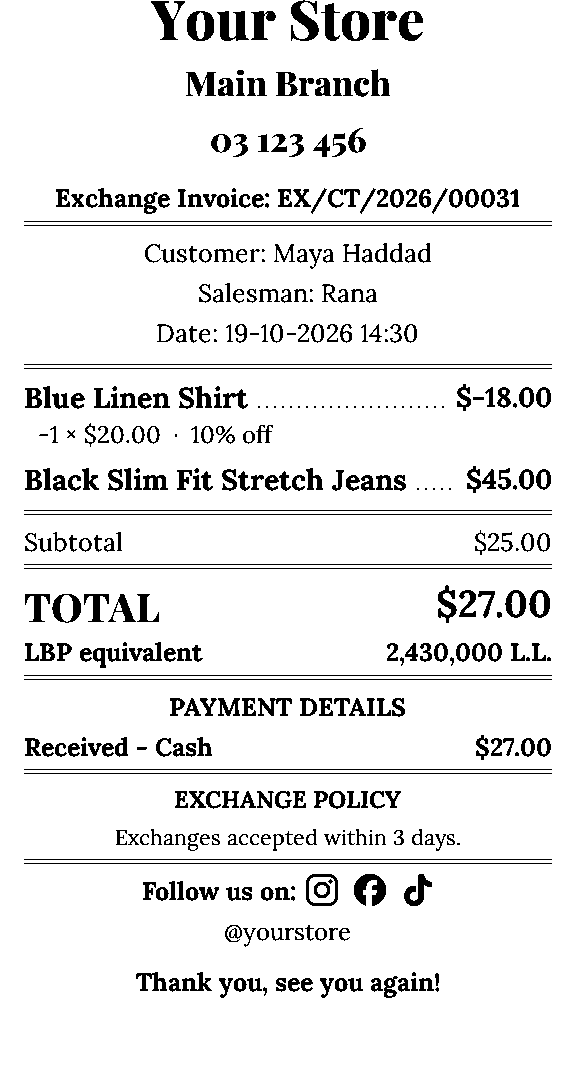 Your Store
Main Branch
03 123 456
Exchange Invoice: EX/CT/2026/00031
Customer: Maya Haddad
Salesman: Rana
Date: 19-10-2026 14:30
Blue Linen Shirt ........................ $-18.00
-1 × $20.00 · 10% off
Black Slim Fit Stretch Jeans ..... $45.00
Subtotal $25.00
TOTAL $27.00
LBP equivalent 2,430,000 L.L.
PAYMENT DETAILS
Received - Cash $27.00
EXCHANGE POLICY
Exchanges accepted within 3 days.
Follow us on:
@yourstore
Thank you, see you again!